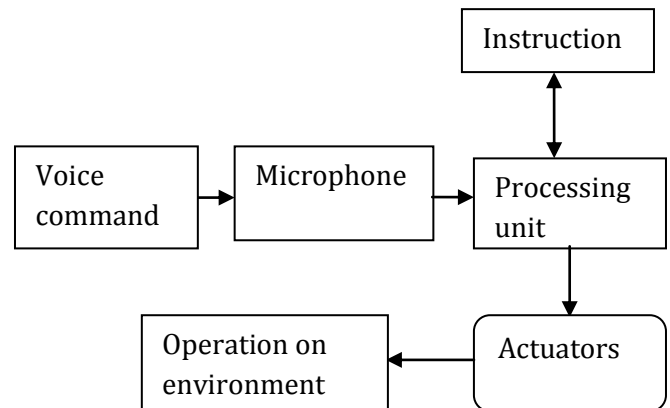 Instruction
Voice
command
Microphone
Processing
unit
Operation on
environment
Actuators